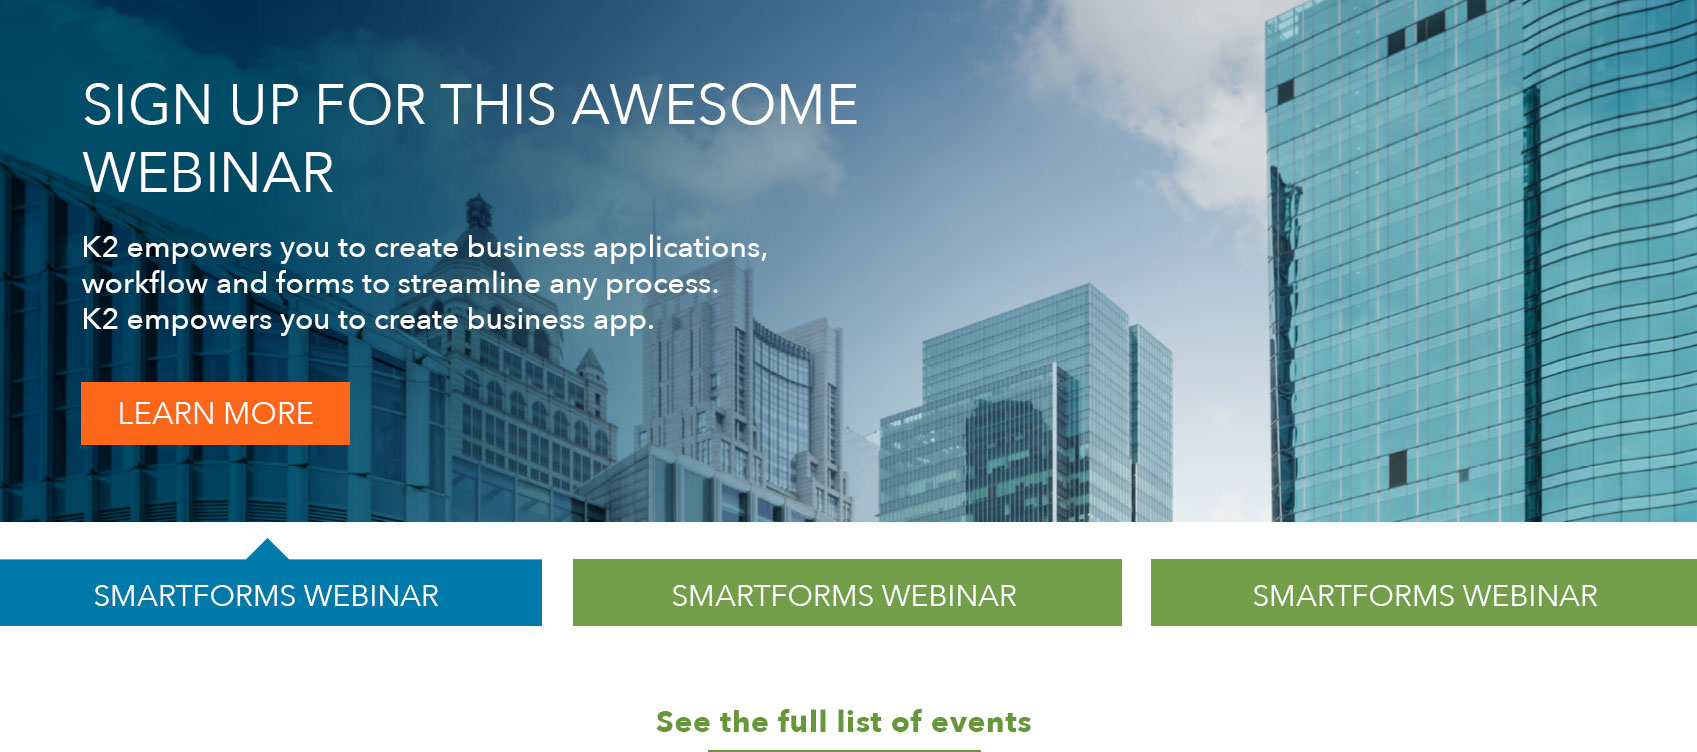 SIGN UP FOR THIS AWESOME
WEBINAR
K2 empowers you to create business applications,
workflow and forms to streamline any process.
K2 empowers you to create business app.
LEARN MORE
SMARTFORMS WEBINAR
SMARTFORMS WEBINAR
SMARTFORMS WEBINAR
See the full list of events